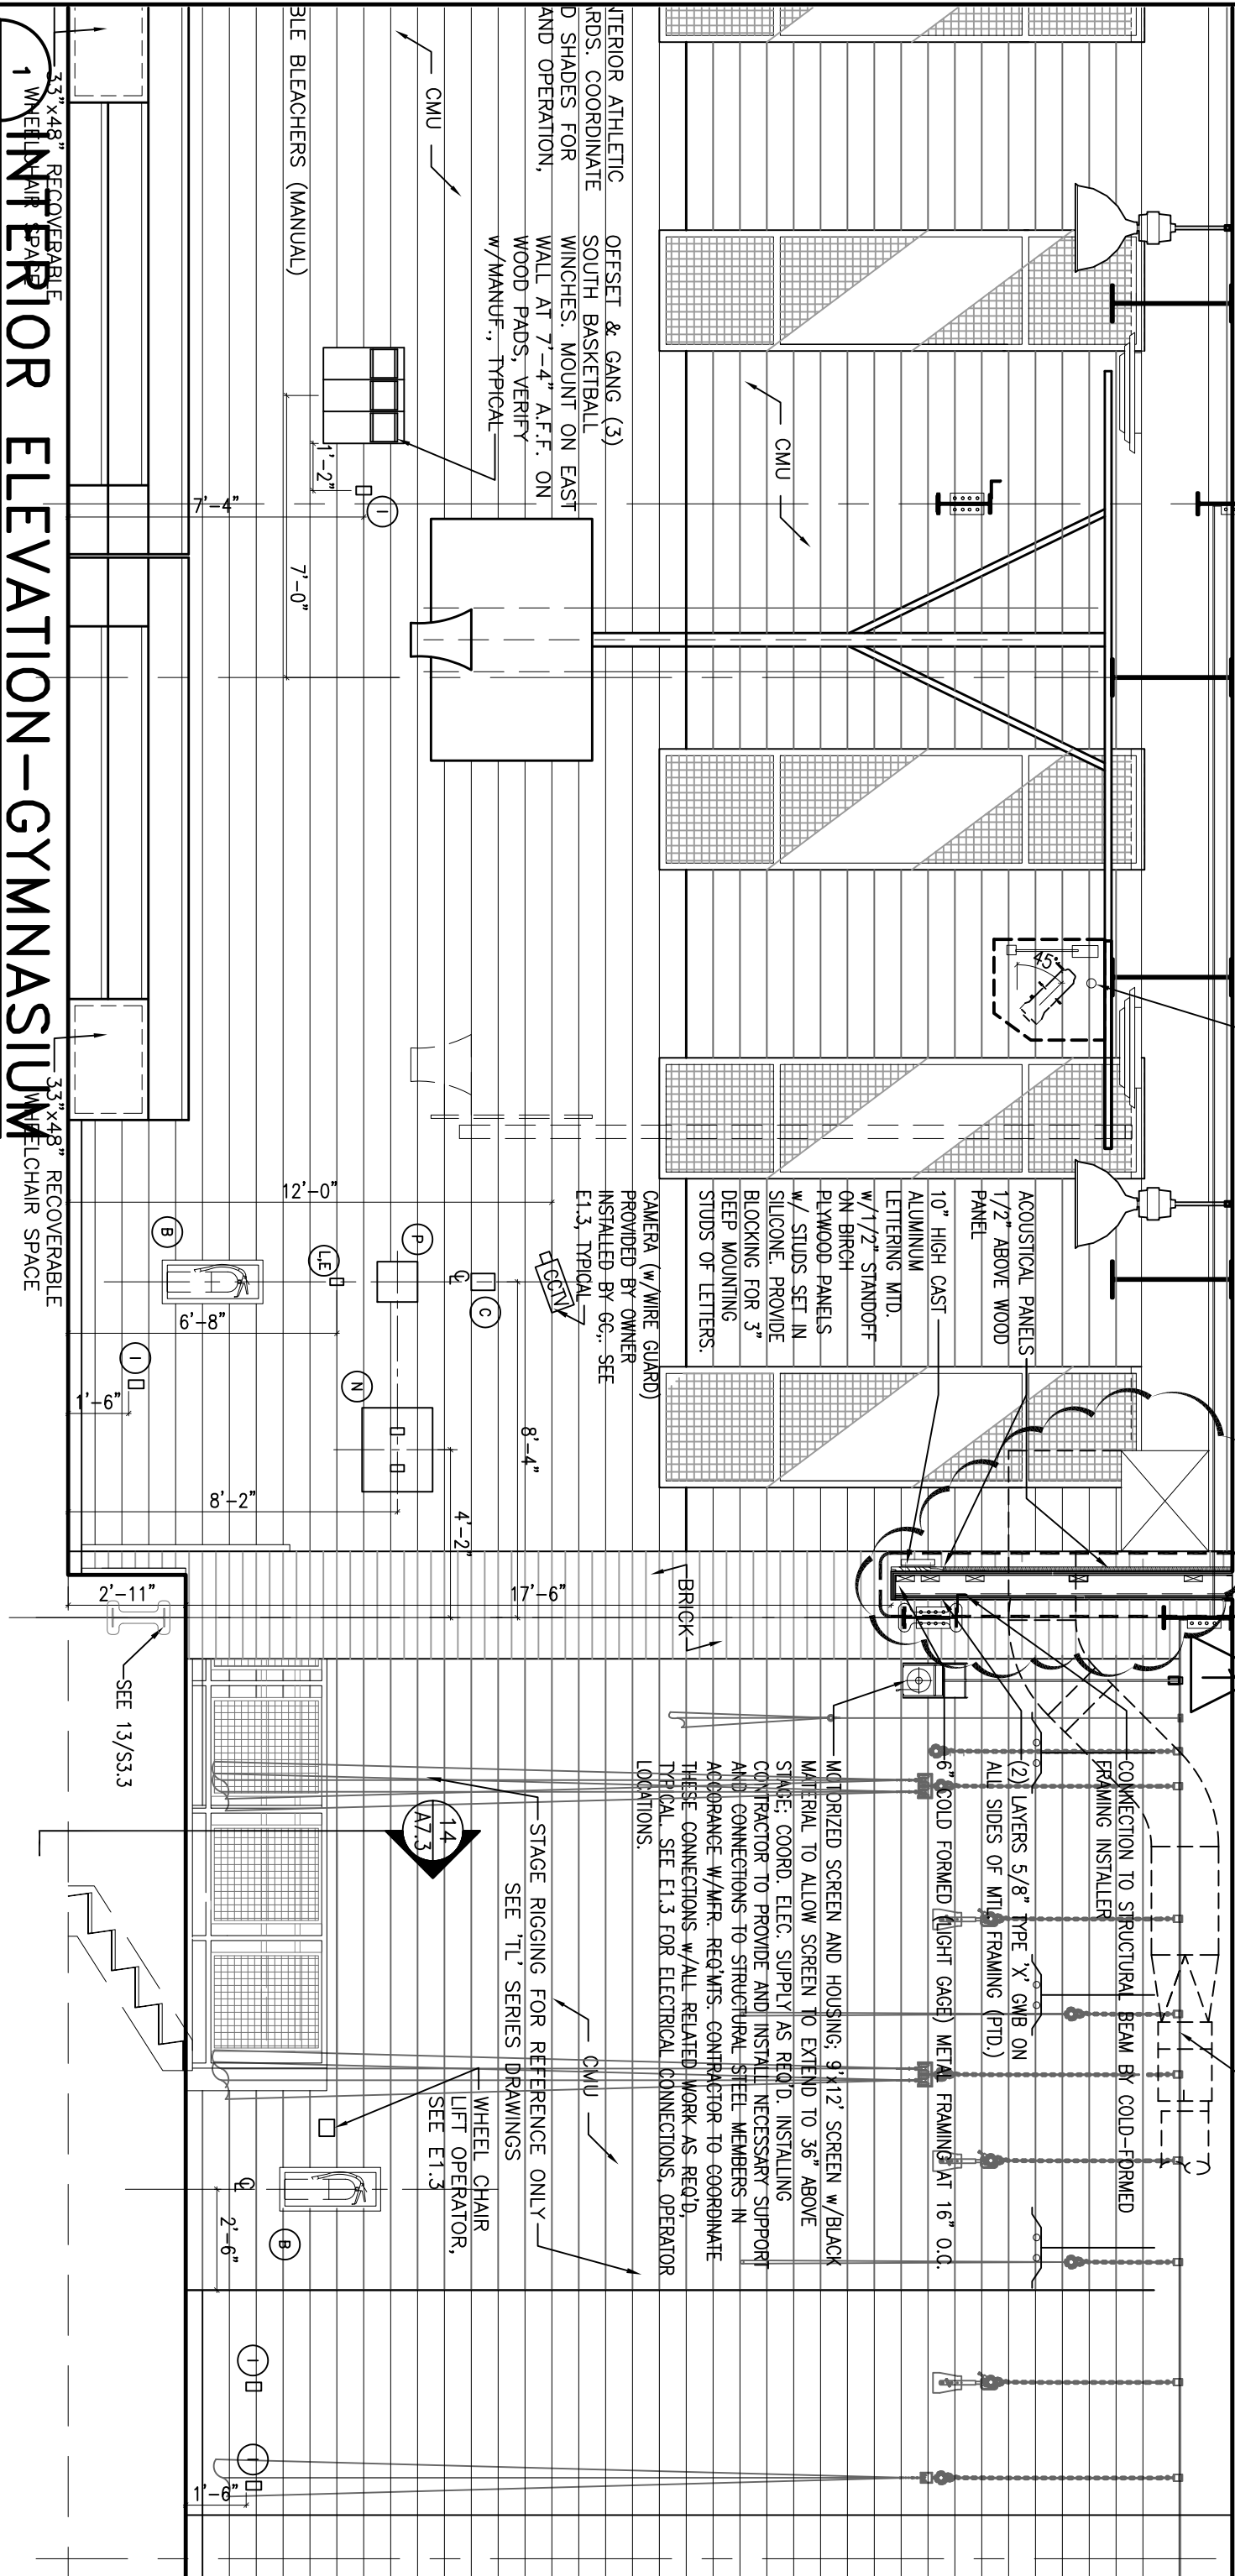 NTERIOR ATHLETIC
ARDS. COORDINATE
D SHADES FOR
AND OPERATION,
CMU
BLE BLEACHERS (MANUAL)
33"x48" RECOVERABLE
WHEELCHAIR SPACE
1
INTERIOR ELEVATION-GYMNASIUM
OFFSET & GANG (3)
SOUTH BASKETBALL
WINCHES. MOUNT ON EAST
WALL AT 7'-4" A.F.F. ON
WOOD PADS, VERIFY
w/MANUF., TYPICAL
CMU
1'-2"
I
7'-4"
7'-0"
45°
33"x48" RECOVERABLE
WHEELCHAIR SPACE
ACOUSTICAL PANELS
1/2" ABOVE WOOD
PANEL
10" HIGH CAST
ALUMINUM
LETTERING MTD.
w/1/2" STANDOFF
ON BIRCH
PLYWOOD PANELS
w/ STUDS SET IN
SILICONE. PROVIDE
BLOCKING FOR 3"
DEEP MOUNTING
STUDS OF LETTERS.
CAMERA (w/WIRE GUARD)
PROVIDED BY OWNER
INSTALLED BY GC,. SEE
E1.3, TYPICAL
CCTV
C
P
L,E
B
12'-0"
6'-8"
I
1'-6"
N
8'-4"
4'-2"
8'-2"
17'-6"
2'-11"
BRICK
SEE 13/S3.3
CONNECTION TO STRUCTURAL BEAM BY COLD-FORMED
FRAMING INSTALLER
(2) LAYERS 5/8" TYPE 'X' GWB ON
ALL SIDES OF MTL FRAMING (PTD.)
6" COLD FORMED (LIGHT GAGE) METAL FRAMING AT 16" O.C.
MOTORIZED SCREEN AND HOUSING; 9'x12' SCREEN w/BLACK
MATERIAL TO ALLOW SCREEN TO EXTEND TO 36" ABOVE
STAGE; COORD. ELEC. SUPPLY AS REQ'D. INSTALLING
CONTRACTOR TO PROVIDE AND INSTALL NECESSARY SUPPORT
AND CONNECTIONS TO STRUCTURAL STEEL MEMBERS IN
ACCORANCE W/MFR. REQ'MTS. CONTRACTOR TO COORDINATE
THESE CONNECTIONS w/ALL RELATED WORK AS REQ'D,
TYPICAL. SEE E1.3 FOR ELECTRICAL CONNECTIONS, OPERATOR
LOCATIONS.
CMU
STAGE RIGGING FOR REFERENCE ONLY
SEE 'TL' SERIES DRAWINGS
14
A7.3
WHEEL CHAIR
LIFT OPERATOR,
SEE E1.3
B
2'-6"
I
I
1'-6"